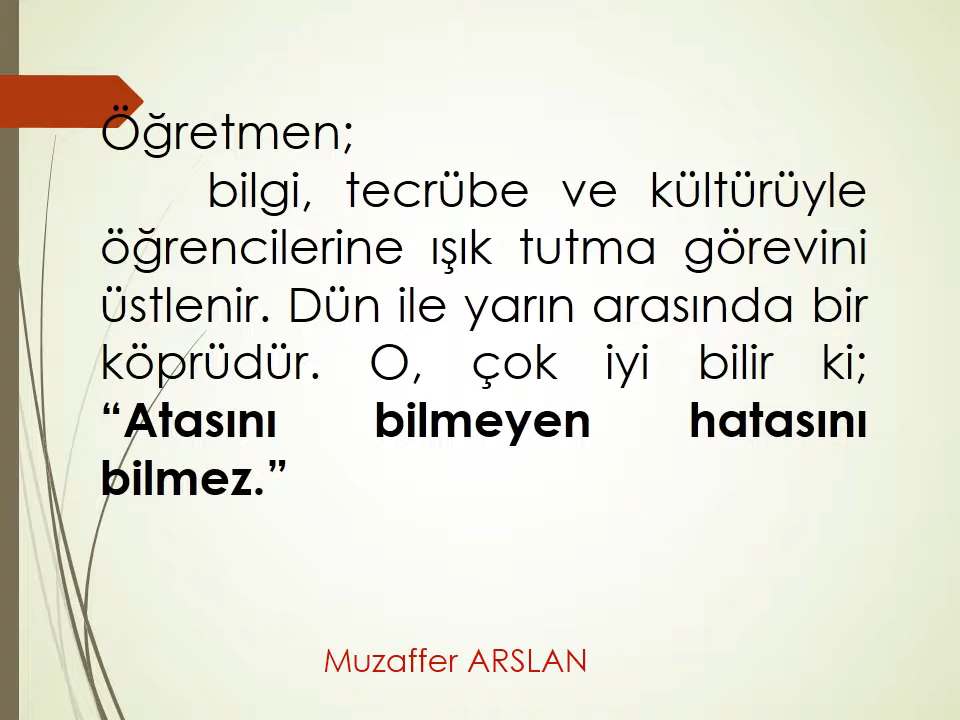 Öğretmen;
bilgi, tecrübe ve kültürüyle
öğrencilerine ışık tutma görevini
üstlenir. Dün ile yarın arasında bir
köprüdür. O, çok iyi bilir ki;
“Atasını bilmeyen hatasını
bilmez.”
Muzaffer ARSLAN